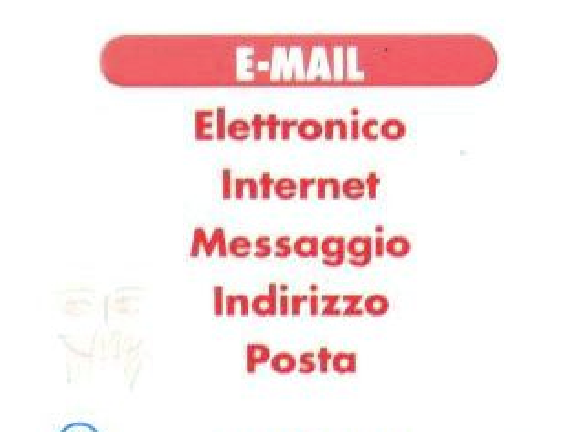 E-MAIL
Elettronico
Internet
Messaggio
Indirizzo
Posta